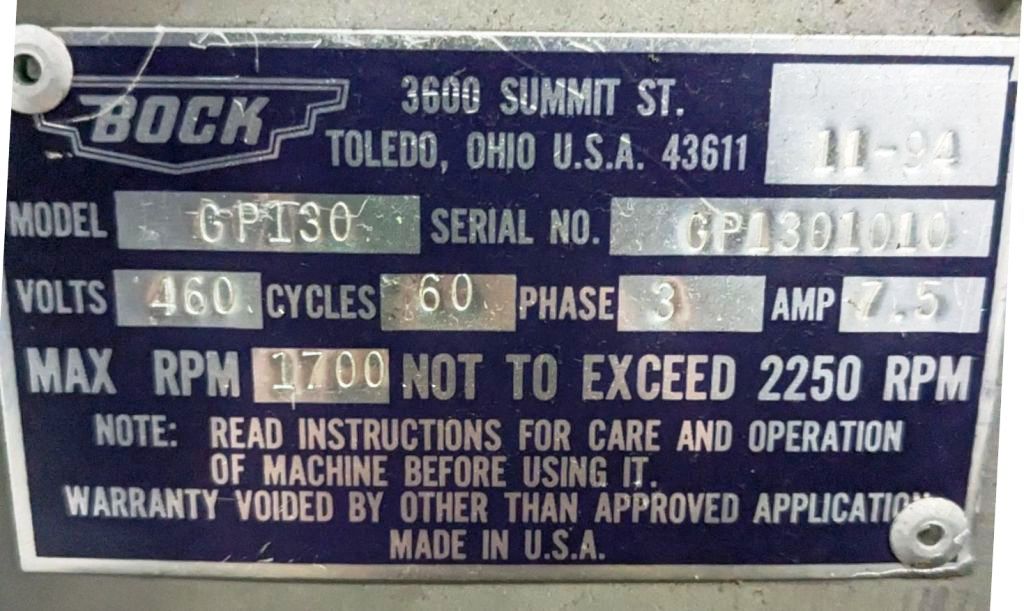 BOCK
3600 SUMMIT ST.
TOLEDO, OHIO U.S.A. 43611
11-94
MODEL GP130 SERIAL NO. GP1301010
VOLTS 460 CYCLES 60 PHASE 3 AMP 7.5
MAX RPM 1700 NOT TO EXCEED 2250 RPM
NOTE: READ INSTRUCTIONS FOR CARE AND OPERATION
OF MACHINE BEFORE USING IT.
WARRANTY VOIDED BY OTHER THAN APPROVED APPLICATION
MADE IN U.S.A.